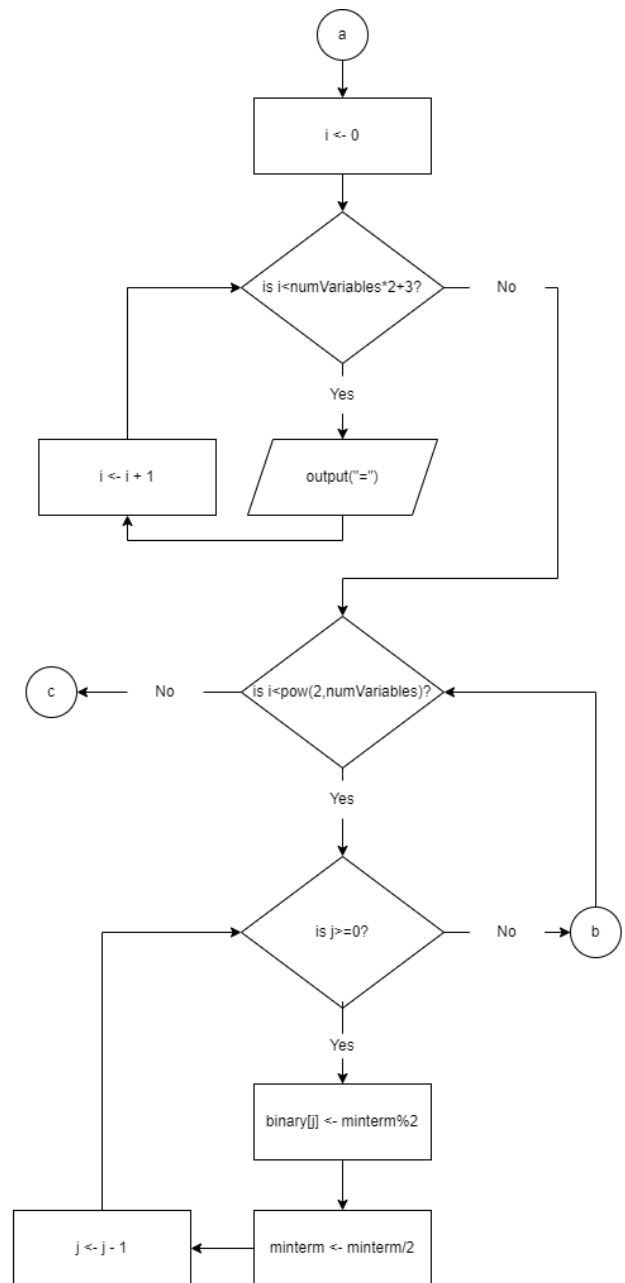 a
i <- 0
is i<numVariables*2+3?
No
Yes
i <- i + 1
output("=")
c
No
is i<pow(2,numVariables)?
Yes
is j>=0?
No
b
Yes
binary[j] <- minterm%2
j <- j - 1
minterm <- minterm/2